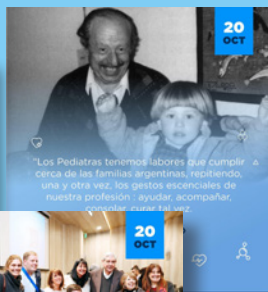 20
OCT
"Los Pediatras tenemos labores que cumplir
cerca de las familias argentinas, repitiendo,
una y otra vez, los gestos escenciales de
nuestra profesión : ayudar, acompañar,
consolar, curar tal vez.
20
OCT